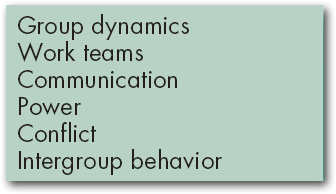 Group dynamics
Work teams
Communication
Power
Conflict
Intergroup behavior